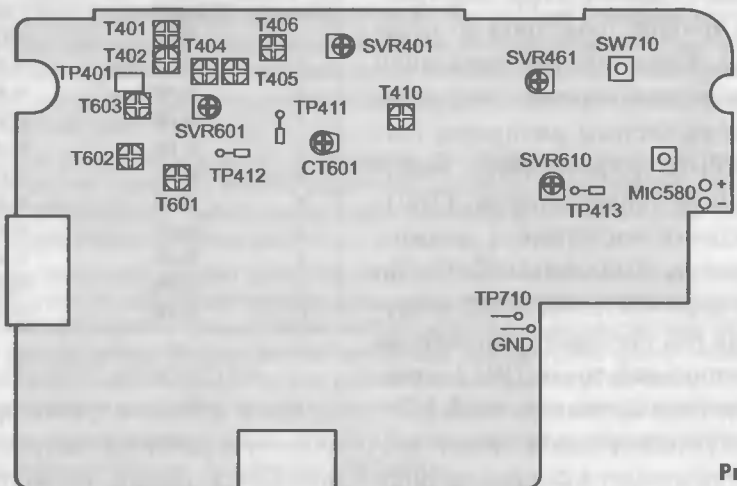 T401
T402
T404
T406
SVR401
SW710
TP401
T405
SVR461
T603
TP411
T410
SVR601
T602
TP412
CT601
SVR610
MIC580 +
−
T601
TP413
TP710
GND